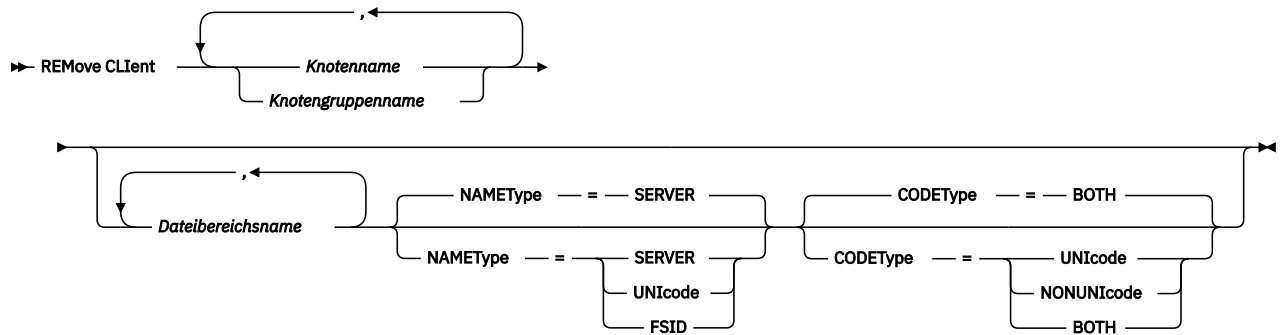 ,
REMove CLIent Knotenname
Knotengruppenname
,
NAMEType = SERVER CODEType = BOTH
Dateibereichsname
NAMEType = SERVER CODEType = UNIcode
UNIcode NONUNIcode
FSID BOTH